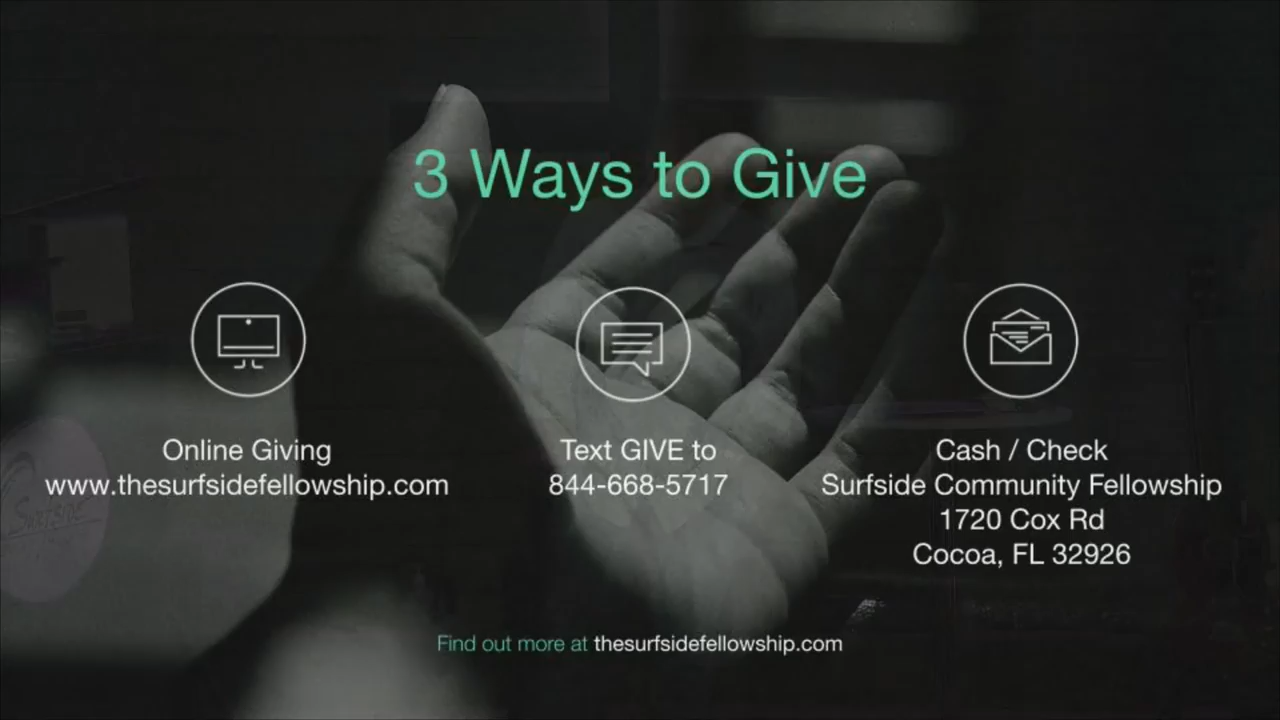 3 Ways to Give
Online Giving
www.thesurfsidefellowship.com
Text GIVE to
844-668-5717
Cash / Check
Surfside Community Fellowship
1720 Cox Rd
Cocoa, FL 32926
Surfside
Find out more at thesurfsidefellowship.com